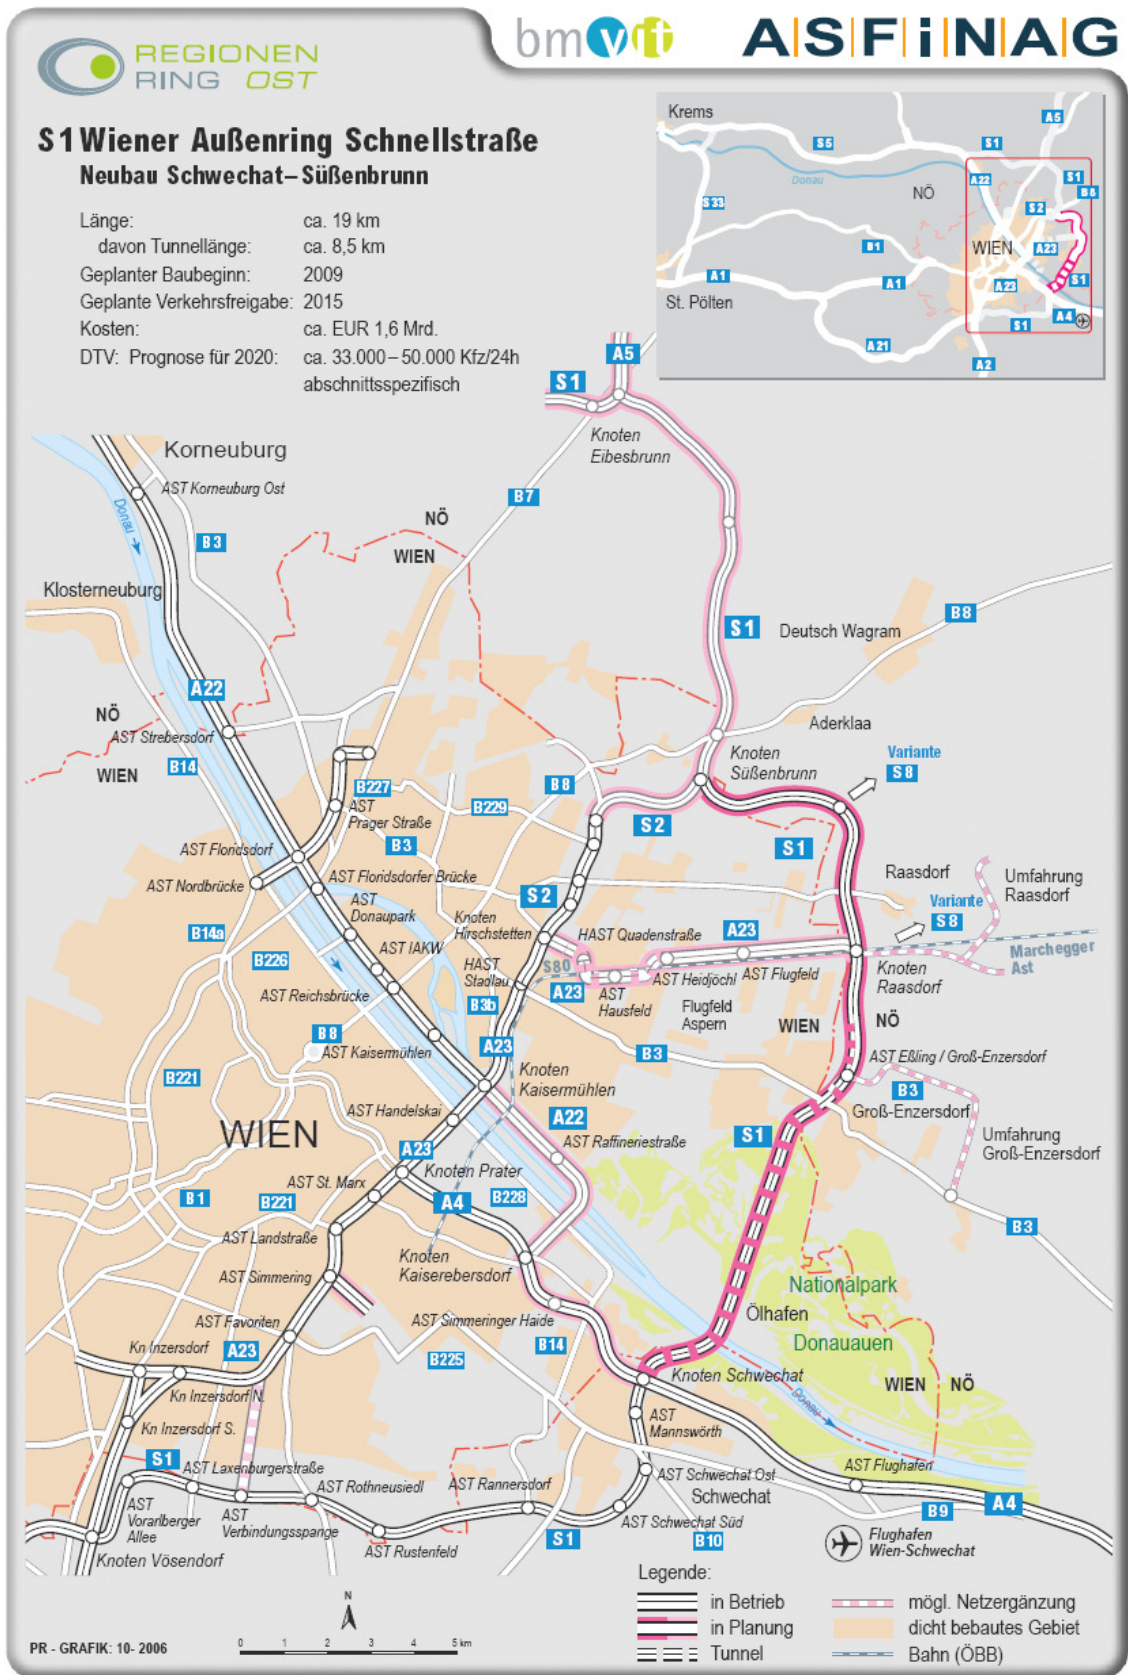 REGIONEN
RING OST
bmvit
ASFiNAG
S1 Wiener Außenring Schnellstraße
Neubau Schwechat–Süßenbrunn
Länge: ca. 19 km
davon Tunnellänge: ca. 8,5 km
Geplanter Baubeginn: 2009
Geplante Verkehrsfreigabe: 2015
Kosten: ca. EUR 1,6 Mrd.
DTV: Prognose für 2020: ca. 33.000–50.000 Kfz/24h
abschnittsspezifisch
Krems
A5
S5
S1
Donau
A22
S1
B8
NÖ
S33
S2
B1
WIEN
A23
A1
A1
A23
S1
St. Pölten
A4
S1
A21
A2
A5
S1
Knoten
Eibesbrunn
Korneuburg
AST Korneuburg Ost
Donau
B7
NÖ
B3
WIEN
Klosterneuburg
B8
S1
Deutsch Wagram
A22
NÖ
Aderklaa
AST Strebersdorf
WIEN
B14
Knoten
Süßenbrunn
Variante
S8
B227
B8
B229
AST
Prager Straße
S2
B3
S1
AST Floridsdorf
AST Nordbrücke
AST Floridsdorfer Brücke
Raasdorf
Umfahrung
Raasdorf
S2
Variante
S8
AST
Donaupark
Knoten
Hirschstetten
HAST Quadenstraße
A23
B14a
AST IAKW
Marchegger
Ast
B226
HAST
Stadlau
S80
AST Heidjöchl
AST Flugfeld
Knoten
Raasdorf
AST Reichsbrücke
A23
AST
Hausfeld
B3b
Flugfeld
Aspern
WIEN
NÖ
B8
A23
AST Kaisermühlen
B3
AST Eßling / Groß-Enzersdorf
B221
Knoten
Kaisermühlen
B3
AST Handelskai
A22
Groß-Enzersdorf
WIEN
AST Raffineriestraße
S1
Umfahrung
Groß-Enzersdorf
A23
Knoten Prater
AST St. Marx
B1
B221
A4
B228
B3
AST Landstraße
Knoten
Kaiserebersdorf
AST Simmering
Nationalpark
Ölhafen
Donauauen
AST Favoriten
AST Simmeringer Haide
Kn Inzersdorf
A23
B225
B14
Knoten Schwechat
WIEN
NÖ
Kn Inzersdorf N.
Donau
Kn Inzersdorf S.
AST
Mannswörth
S1
AST Laxenburgerstraße
AST Flughafen
AST Rothneusiedl
AST Rannersdorf
AST Schwechat Ost
Schwechat
AST
Vorarlberger
Allee
AST
Verbindungsspange
B9
A4
AST Schwechat Süd
S1
B10
Flughafen
Wien-Schwechat
AST Rustenfeld
Knoten Vösendorf
Legende:
in Betrieb
mögl. Netzergänzung
in Planung
dicht bebautes Gebiet
Tunnel
Bahn (ÖBB)
N
PR - GRAFIK: 10- 2006
0 1 2 3 4 5 km